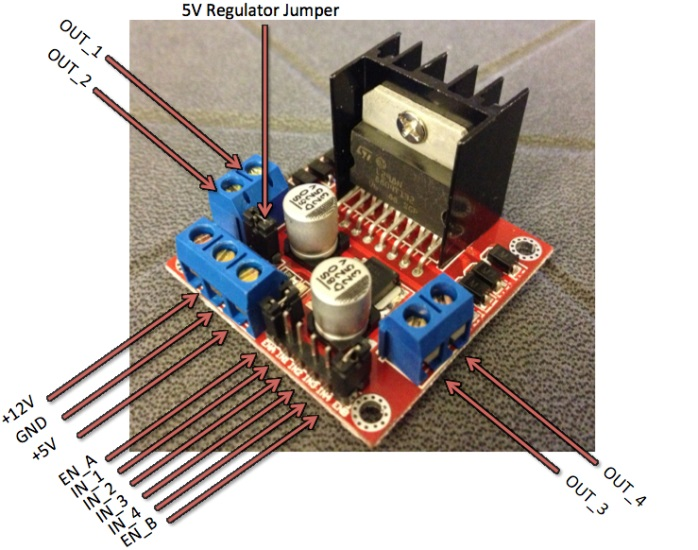 5V Regulator Jumper
OUT_1
OUT_2
+12V
GND
+5V
EN_A
IN_1
IN_2
IN_3
IN_4
EN_B
OUT_3
OUT_4